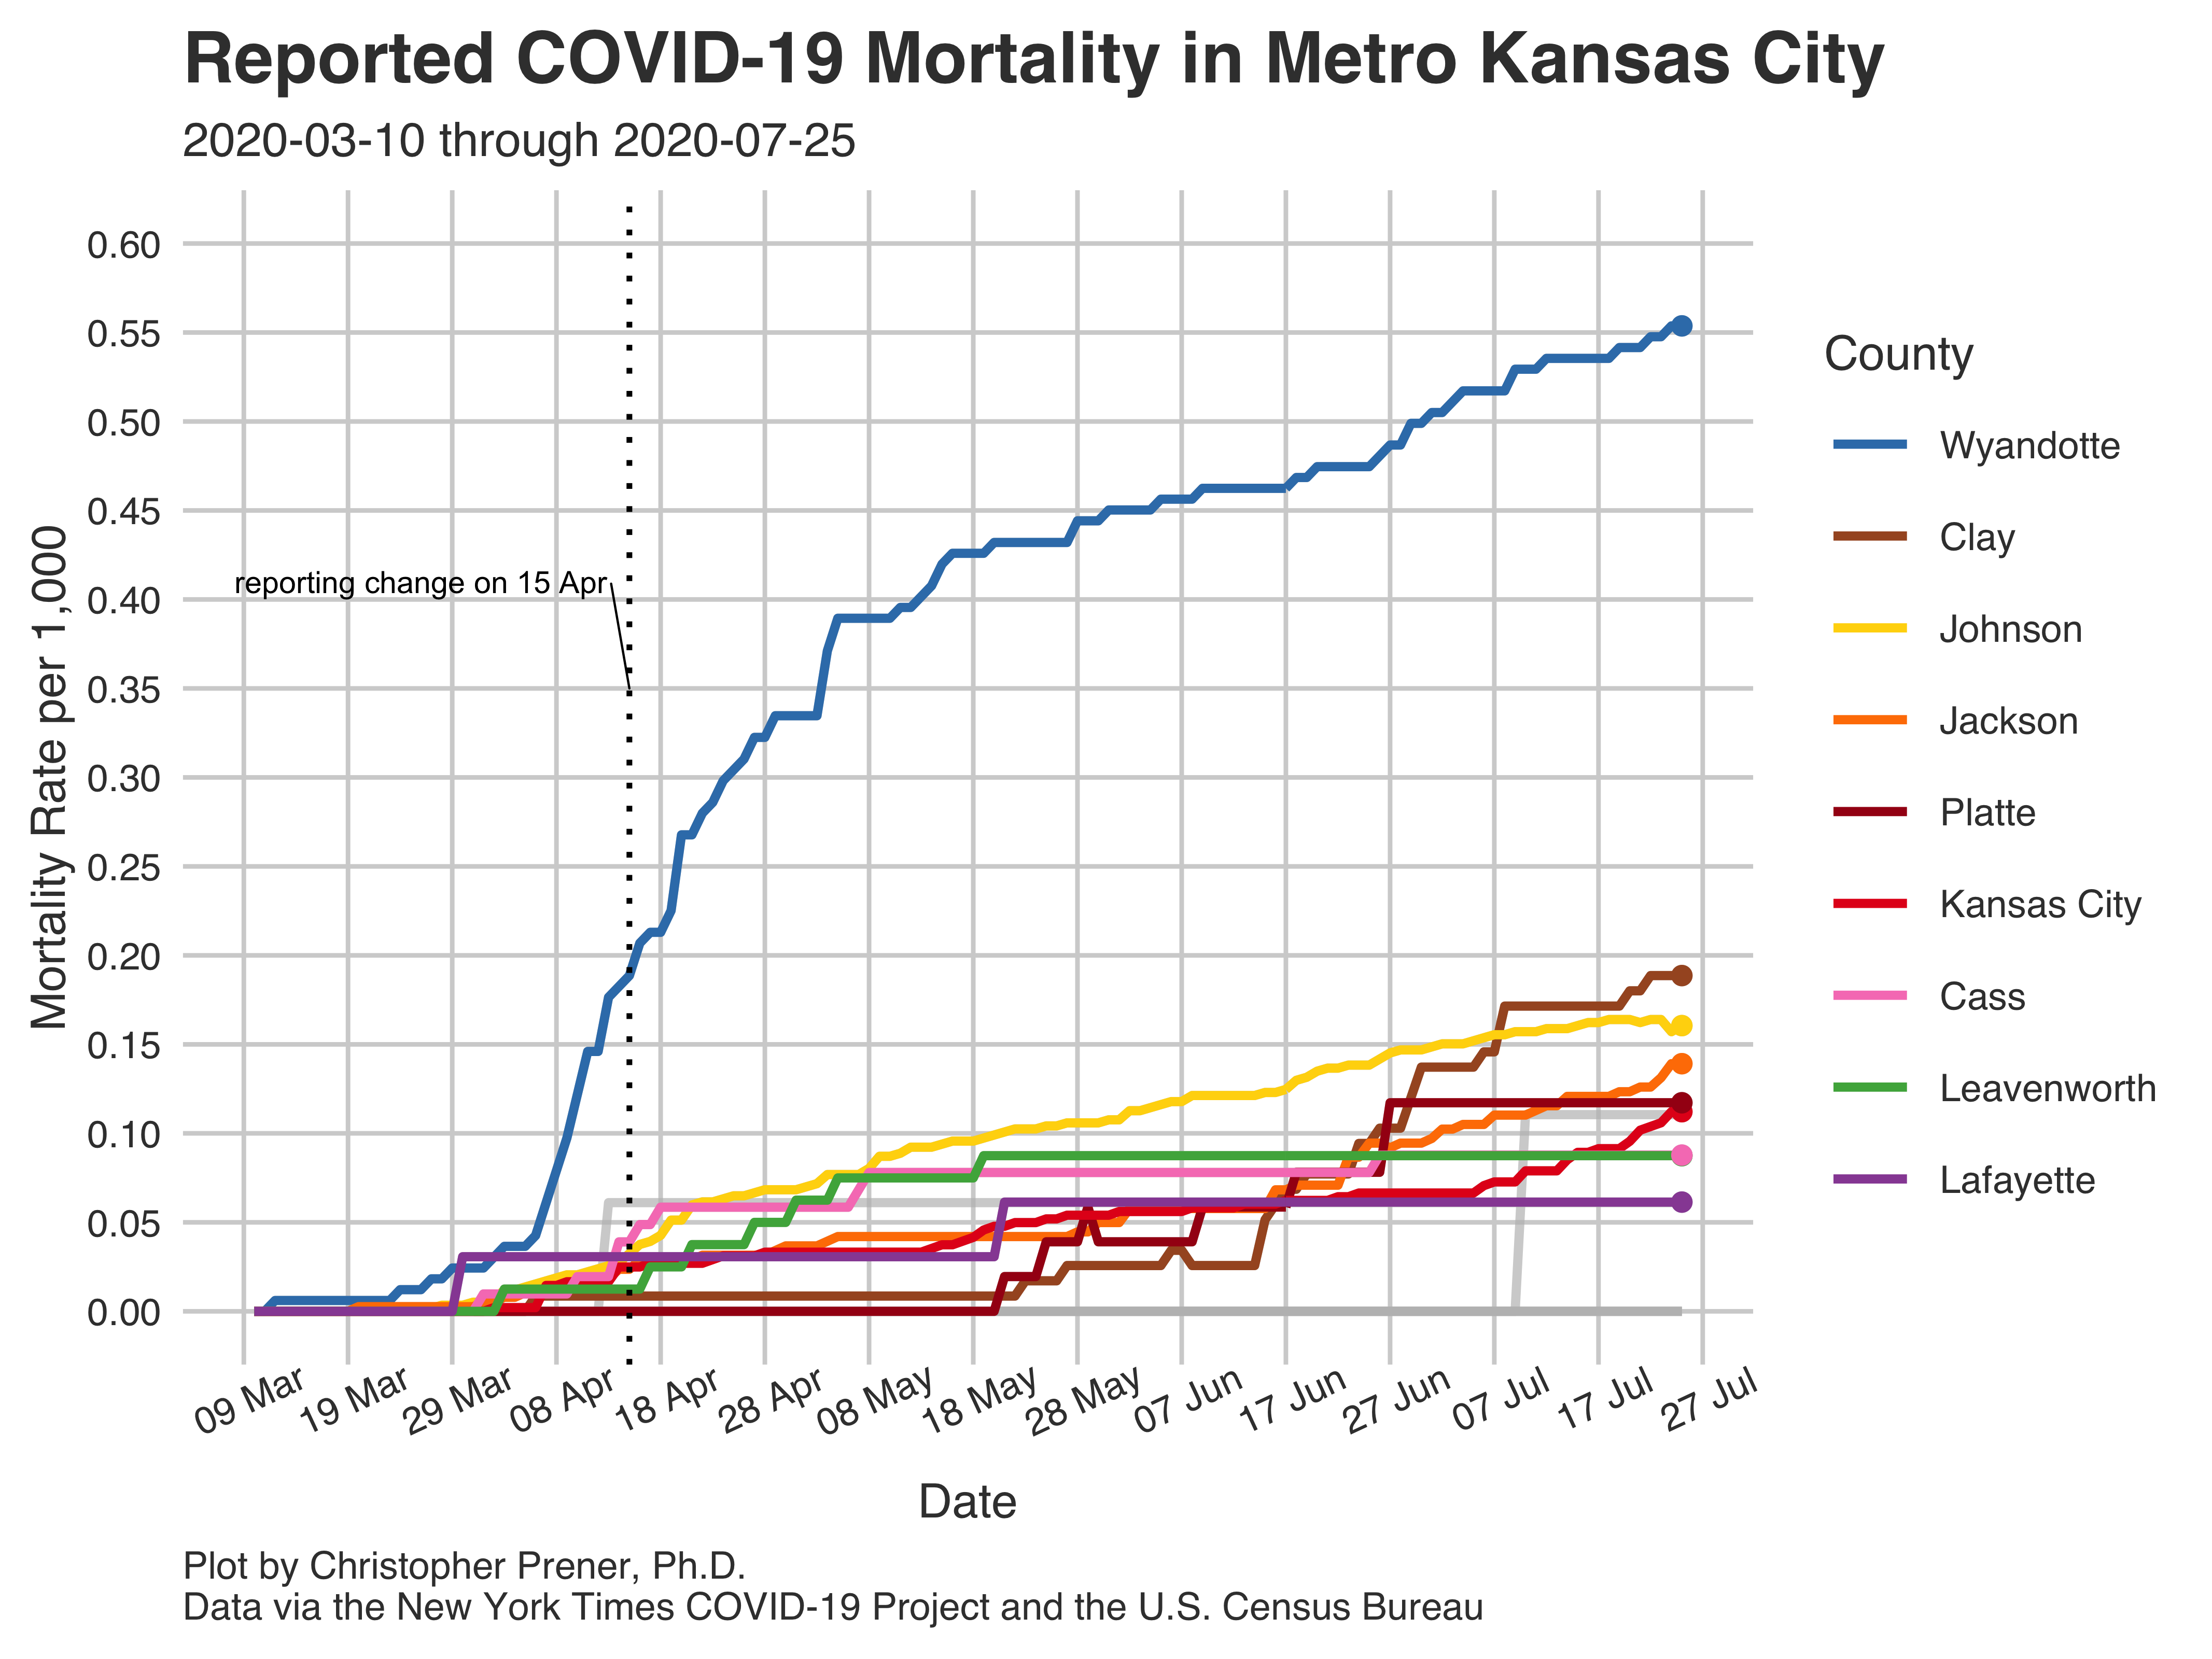 Reported COVID-19 Mortality in Metro Kansas City
2020-03-10 through 2020-07-25
Mortality Rate per 1,000
0.60
0.55
0.50
0.45
0.40
0.35
0.30
0.25
0.20
0.15
0.10
0.05
0.00
reporting change on 15 Apr
County
Wyandotte
Clay
Johnson
Jackson
Platte
Kansas City
Cass
Leavenworth
Lafayette
09 Mar
19 Mar
29 Mar
08 Apr
18 Apr
28 Apr
08 May
18 May
28 May
07 Jun
17 Jun
27 Jun
07 Jul
17 Jul
27 Jul
Date
Plot by Christopher Prener, Ph.D.
Data via the New York Times COVID-19 Project and the U.S. Census Bureau